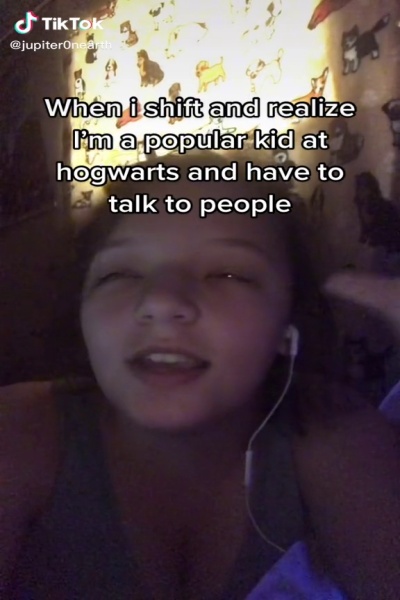 TikTok
@jupiter0nearth
When i shift and realize
I'm a popular kid at
hogwarts and have to
talk to people